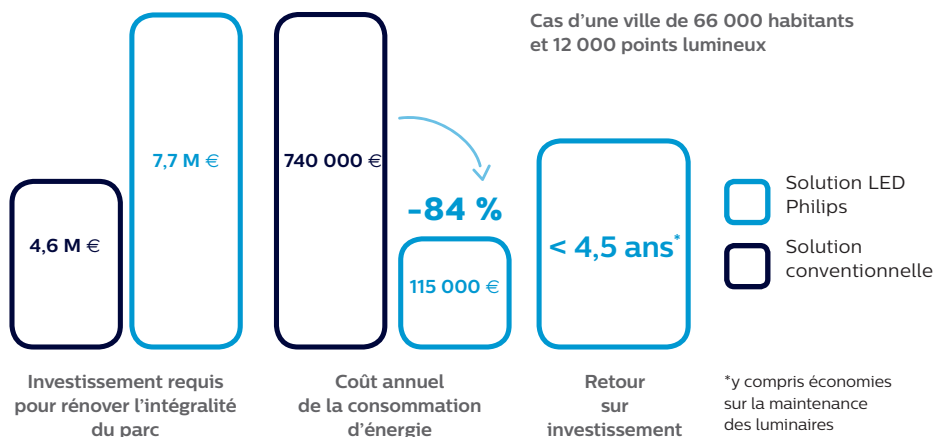 Cas d’une ville de 66 000 habitants
et 12 000 points lumineux
4,6 M €
7,7 M €
740 000 €
-84 %
115 000 €
< 4,5 ans*
Solution LED
Philips
Solution
conventionnelle
Investissement requis
pour rénover l’intégralité
du parc
Coût annuel
de la consommation
d’énergie
Retour
sur
investissement
*y compris économies
sur la maintenance
des luminaires